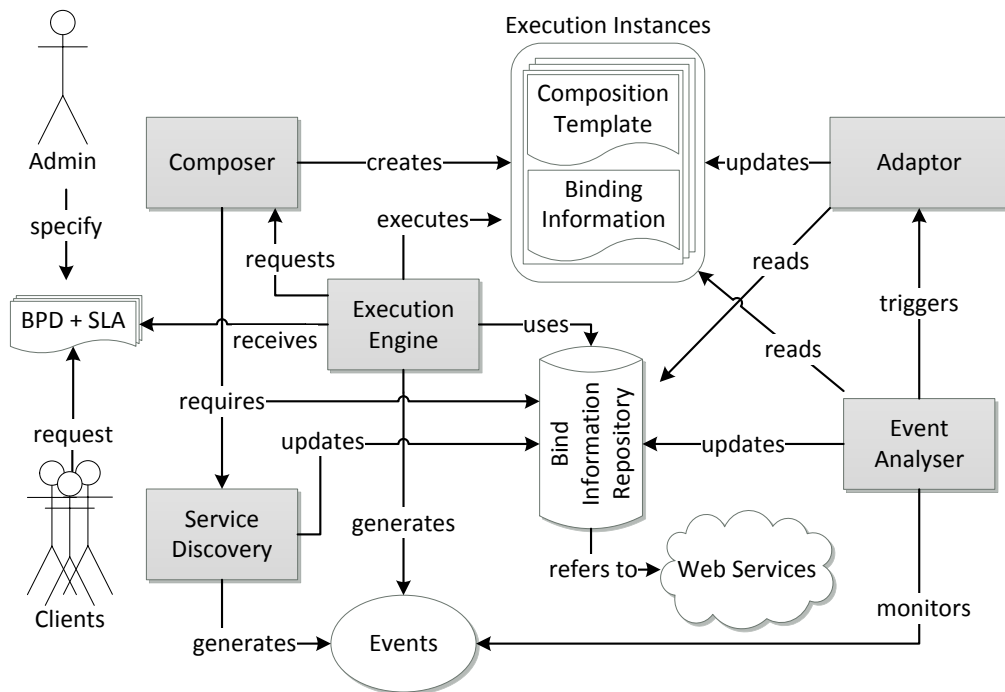 Execution Instances
Admin
specify
Composer
creates
Composition
Template
updates
Adaptor
Binding
Information
executes
requests
reads
BPD + SLA
receives
Execution
Engine
uses
triggers
reads
request
requires
updates
Bind
Information
Repository
updates
Event
Analyser
Clients
Service
Discovery
generates
refers to
Web Services
monitors
generates
Events